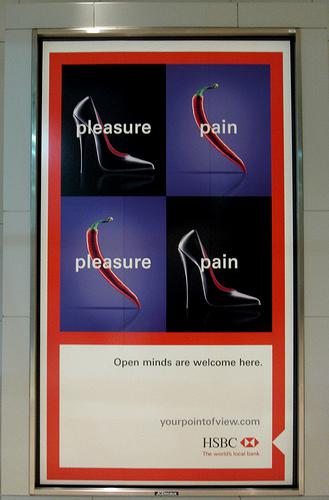 pleasure pain
pleasure pain
Open minds are welcome here.
yourpointofview.com
HSBC
The world's local bank